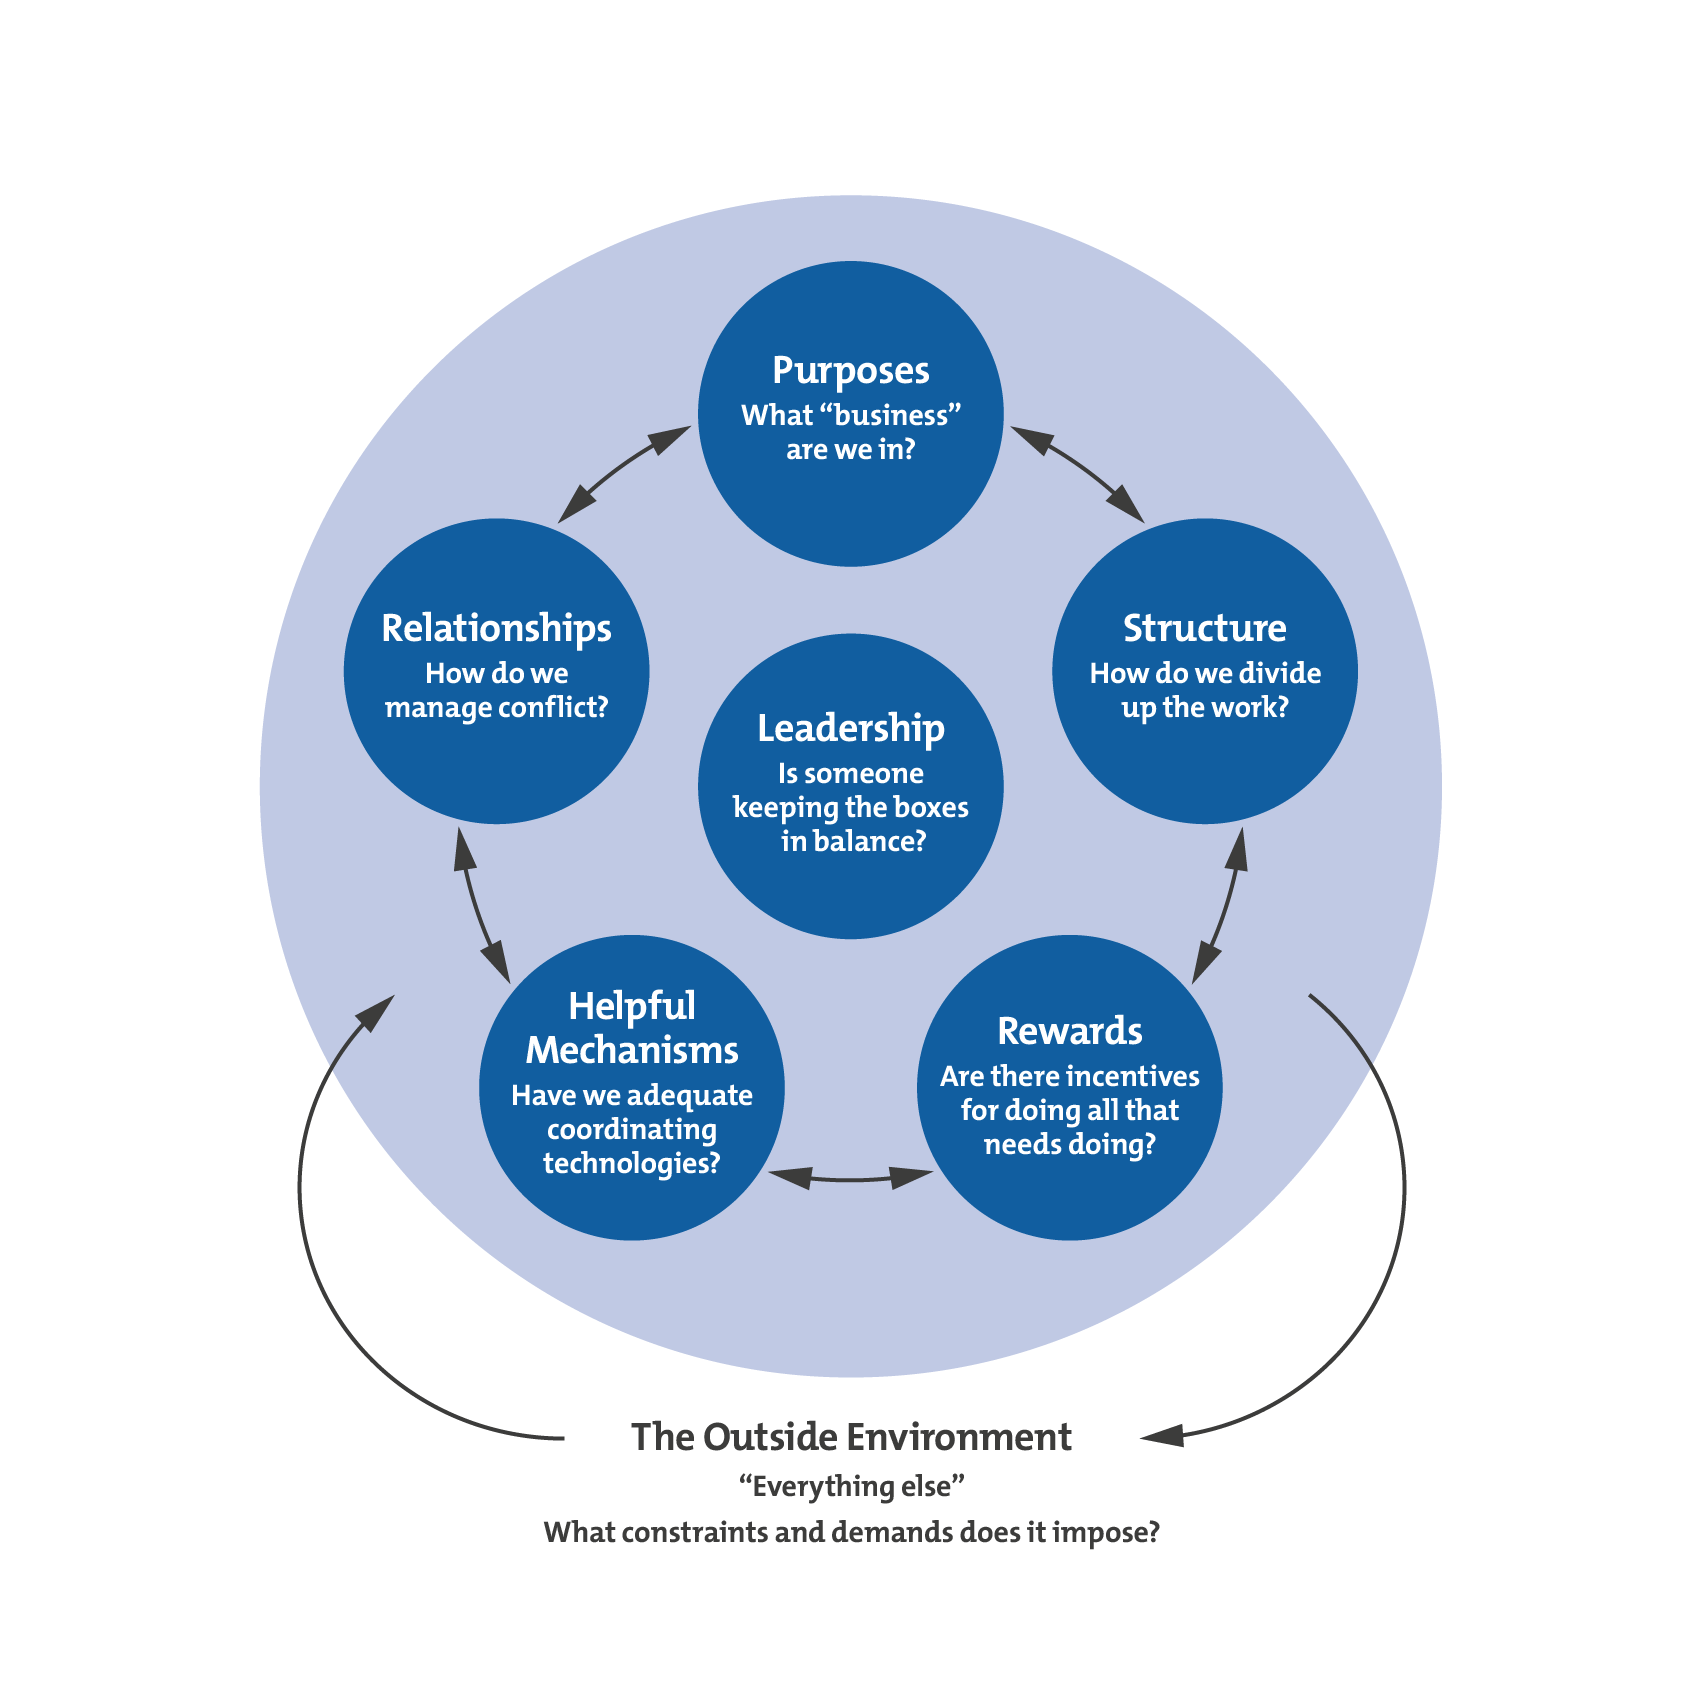 Purposes
What “business”
are we in?
Relationships
How do we
manage conflict?
Structure
How do we divide
up the work?
Leadership
Is someone
keeping the boxes
in balance?
Helpful
Mechanisms
Have we adequate
coordinating
technologies?
Rewards
Are there incentives
for doing all that
needs doing?
The Outside Environment
“Everything else”
What constraints and demands does it impose?